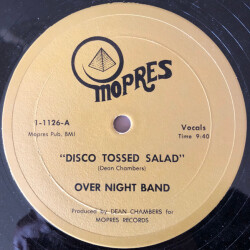 MOPRES
1-1126-A
Vocals
Mopres Pub. BMI
Time 9:40
"DISCO TOSSED SALAD"
(Dean Chambers)
OVER NIGHT BAND
Produced by DEAN CHAMBERS for
MOPRES RECORDS